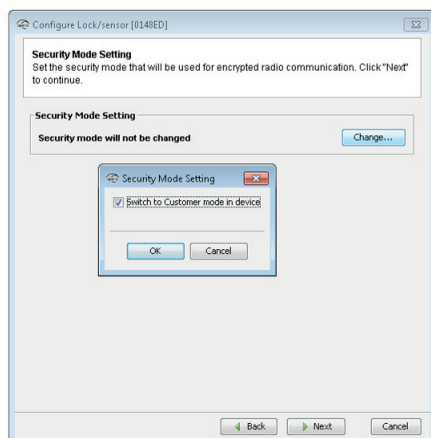 Configure Lock/sensor [0148ED]
Security Mode Setting
Set the security mode that will be used for encrypted radio communication. Click "Next"
to continue.
Security Mode Setting
Security mode will not be changed
Change...
Security Mode Setting
Switch to Customer mode in device
OK
Cancel
Back
Next
Cancel